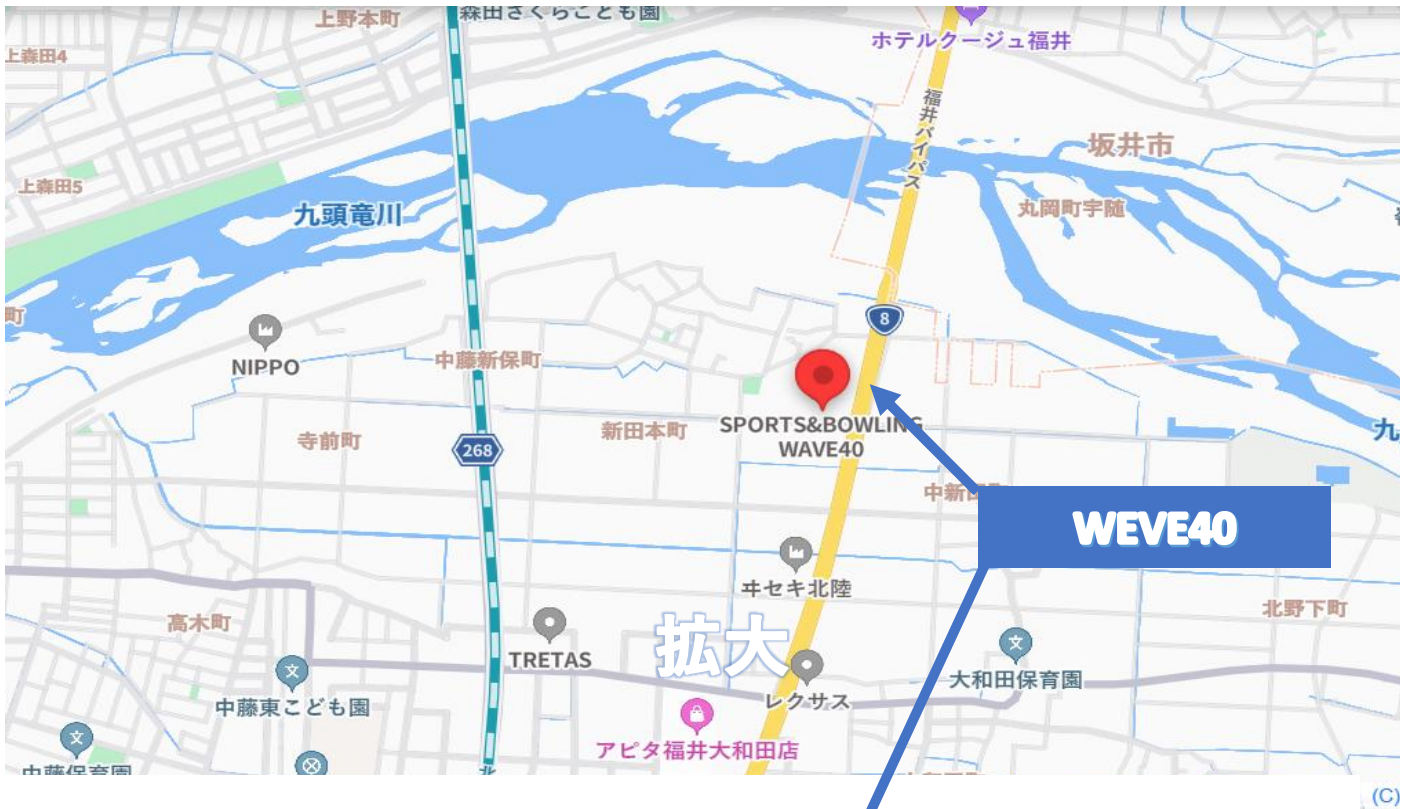 上野本町
森田さくらこども園
ホテルクージュ福井
上森田4
福井バイパス
坂井市
上森田5
九頭竜川
丸岡町宇随
町
8
NIPPO
中藤新保町
SPORTS&BOWLING
WAVE40
寺前町
268
新田本町
九
中新
WEVE40
ヰセキ北陸
高木町
拡大
北野下町
TRETAS
レクサス
大和田保育園
中藤東こども園
アピタ福井大和田店
中藤保育園
北
(C)